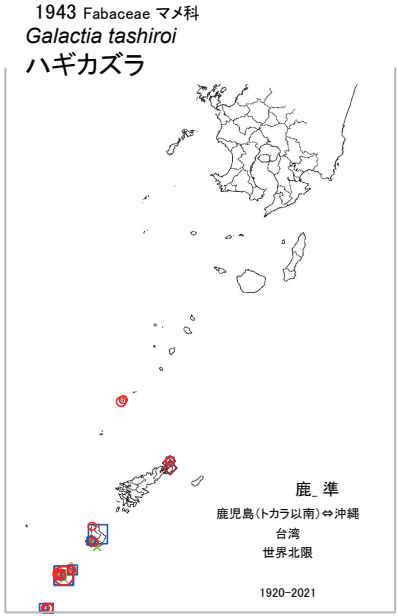 1943 Fabaceae マメ科
Galactia tashiroi
ハギカズラ
鹿_準
鹿児島(トカラ以南)⇔沖縄
台湾
世界北限
1920-2021